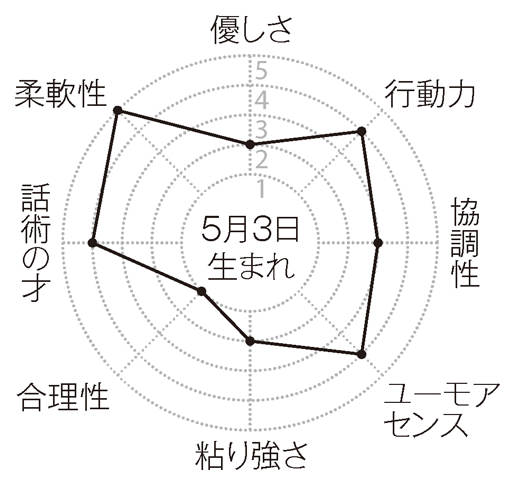 優しさ
行動力
協調性
ユーモア
センス
粘り強さ
合理性
話術の才
柔軟性
5
4
3
2
1
5月3日
生まれ